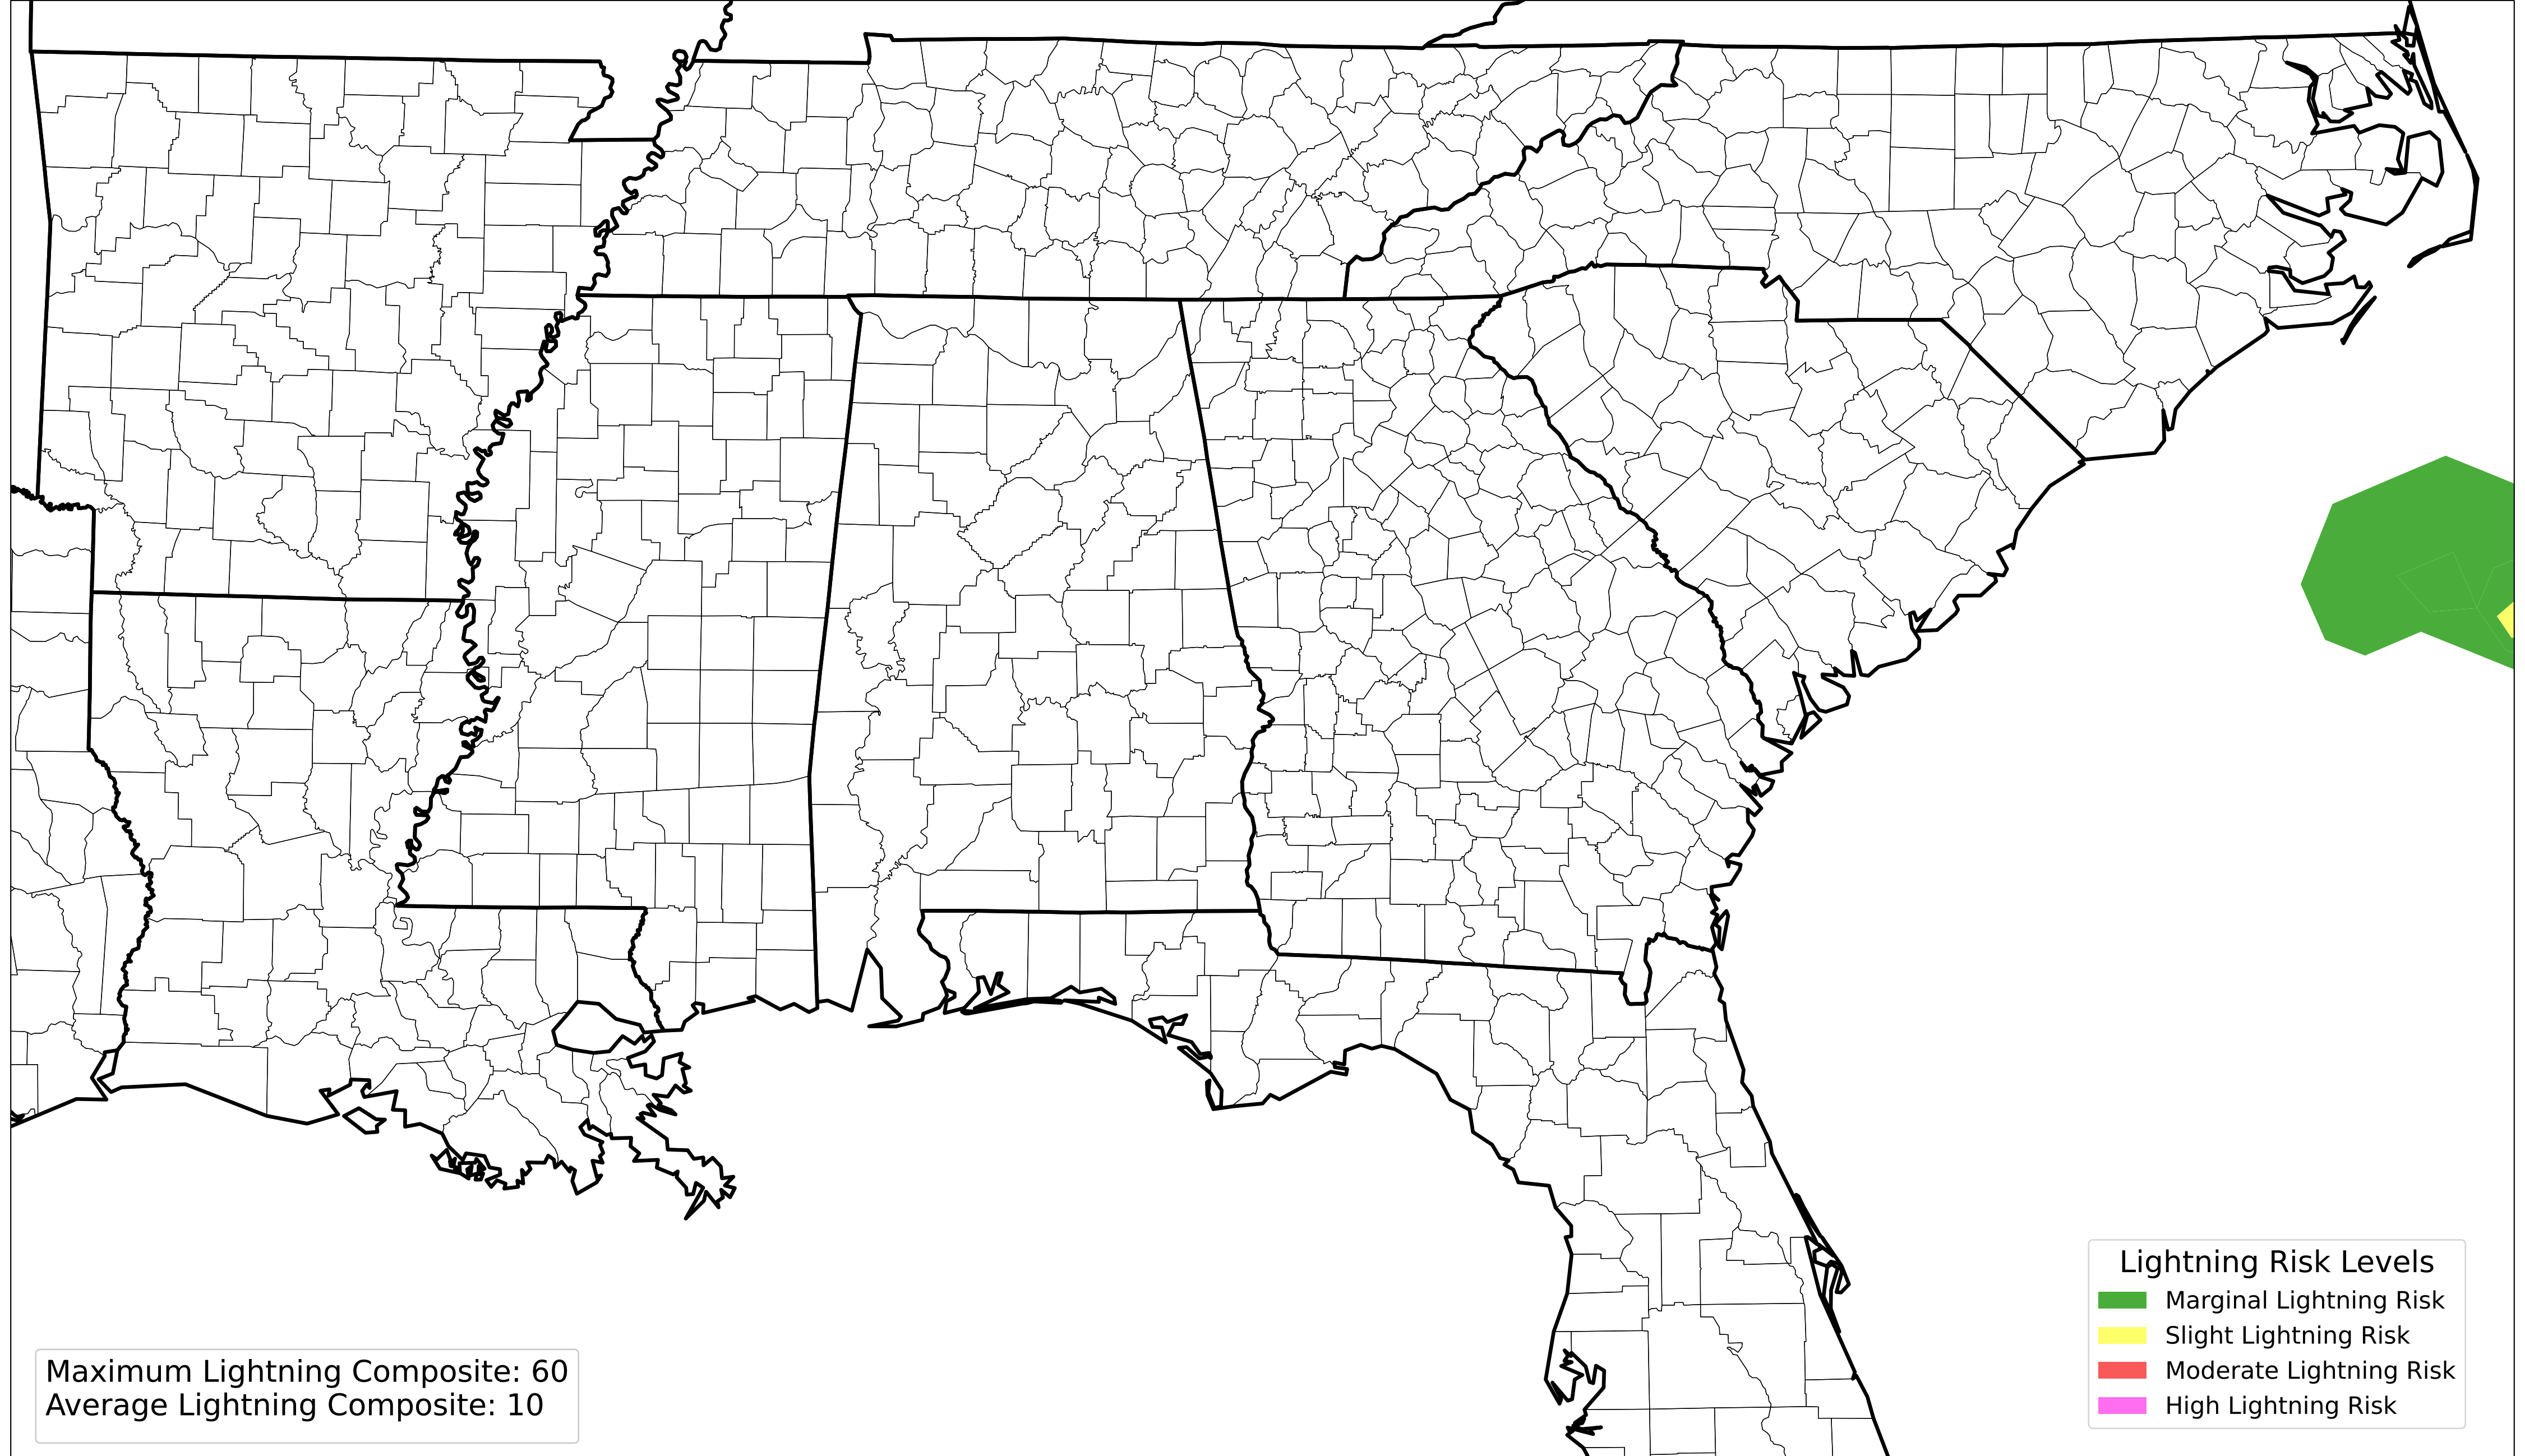 Maximum Lightning Composite: 60
Average Lightning Composite: 10
Lightning Risk Levels
Marginal Lightning Risk
Slight Lightning Risk
Moderate Lightning Risk
High Lightning Risk